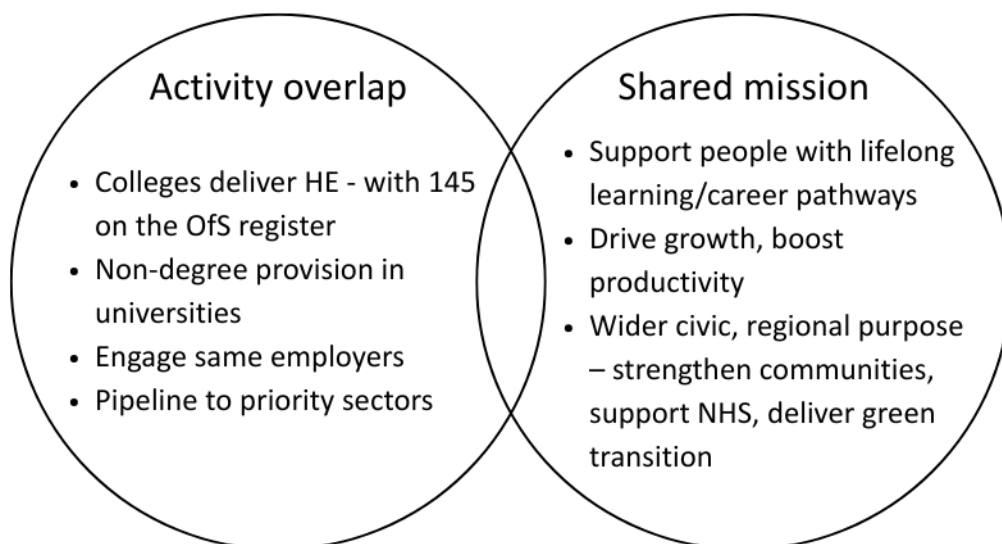 Activity overlap
• Colleges deliver HE - with 145
on the OfS register
• Non-degree provision in
universities
• Engage same employers
• Pipeline to priority sectors
Shared mission
• Support people with lifelong
learning/career pathways
• Drive growth, boost
productivity
• Wider civic, regional purpose
– strengthen communities,
support NHS, deliver green
transition